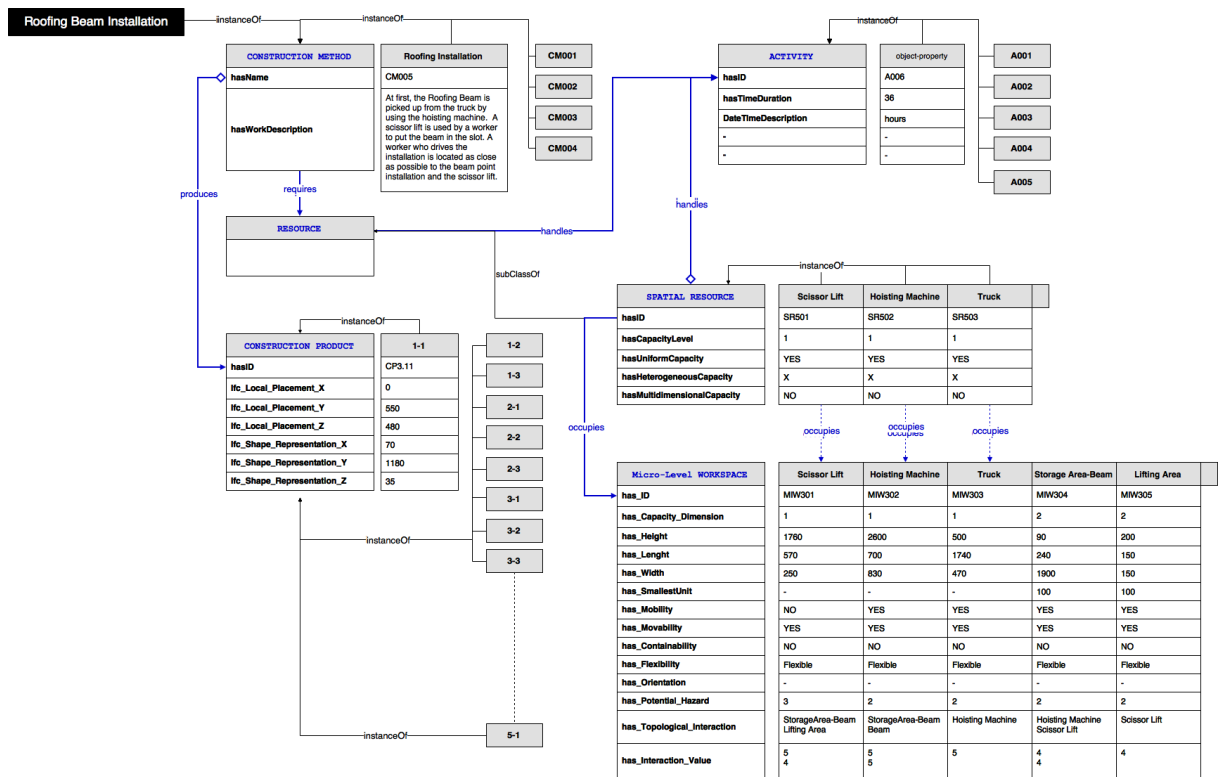 Roofing Beam Installation
instanceOf
instanceOf
instanceOf
CONSTRUCTION METHOD
Roofing Installation
CM001
hasName
CM005
CM002
hasWorkDescription
At first, the Roofing Beam is
picked up from the truck by
using the hoisting machine. A
scissor lift is used by a worker
to put the beam in the slot. A
worker who drives the
installation is located as close
as possible to the beam point
installation and the scissor lift.
CM003
CM004
ACTIVITY
object-property
A001
hasID
A006
A002
hasTimeDuration
36
A003
DateTimeDescription
hours
-
-
A004
-
-
A005
produces
requires
handles
RESOURCE
handles
subClassOf
instanceOf
SPATIAL RESOURCE
Scissor Lift
Hoisting Machine
Truck
hasID
SR501
SR502
SR503
hasCapacityLevel
1
1
1
hasUniformCapacity
YES
YES
YES
hasHeterogeneousCapacity
X
X
X
hasMultidimensionalCapacity
NO
NO
NO
instanceOf
CONSTRUCTION PRODUCT
1-1
1-2
hasID
CP3.11
1-3
Ifc_Local_Placement_X
0
Ifc_Local_Placement_Y
550
2-1
Ifc_Local_Placement_Z
480
2-2
Ifc_Shape_Representation_X
70
Ifc_Shape_Representation_Y
1180
2-3
Ifc_Shape_Representation_Z
35
3-1
3-2
instanceOf
3-3
instanceOf
5-1
occupies
occupies
occupies
occupies
occupies
Micro-Level WORKSPACE
Scissor Lift
Hoisting Machine
Truck
Storage Area-Beam
Lifting Area
has_ID
MIW301
MIW302
MIW303
MIW304
MIW305
has_Capacity_Dimension
1
1
1
2
2
has_Height
1760
2600
500
90
200
has_Lenght
570
700
1740
240
150
has_Width
250
830
470
1900
150
has_SmallestUnit
-
-
-
100
100
has_Mobility
NO
YES
YES
YES
YES
has_Movability
YES
YES
YES
YES
YES
has_Containability
NO
NO
NO
NO
NO
has_Flexibility
Flexible
Flexible
Flexible
Flexible
Flexible
has_Orientation
-
-
-
-
-
has_Potential_Hazard
3
2
2
2
2
has_Topological_Interaction
StorageArea-Beam
Lifting Area
StorageArea-Beam
Beam
Hoisting Machine
Hoisting Machine
Scissor Lift
Scissor Lift
has_Interaction_Value
5
4
5
5
5
4
4
4